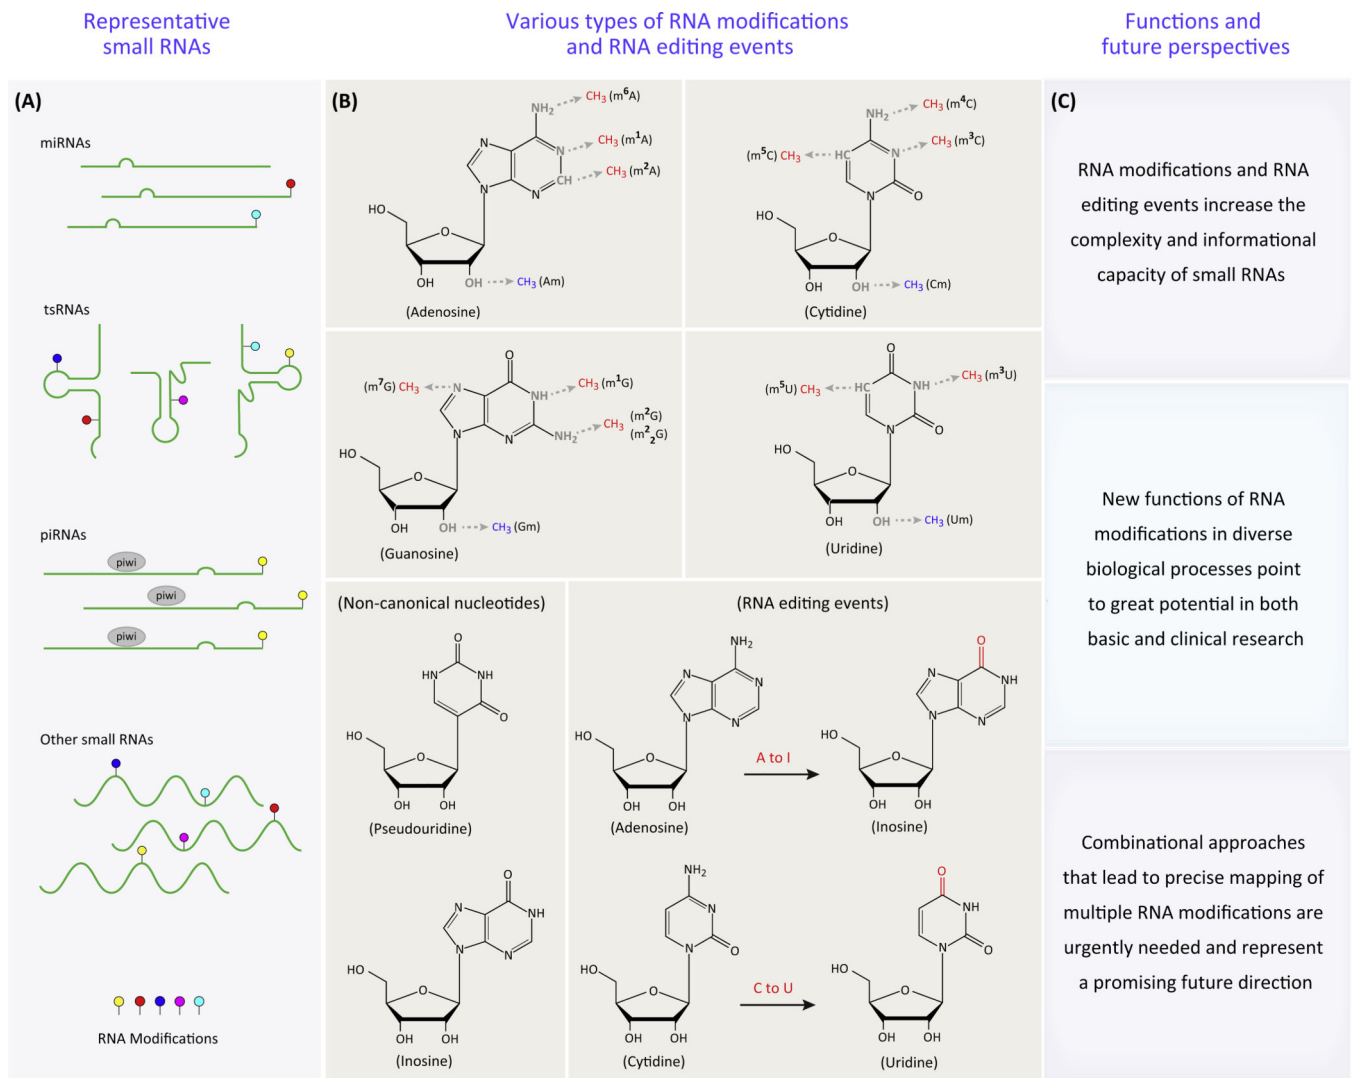 Representative
small RNAs
Various types of RNA modifications
and RNA editing events
Functions and
future perspectives
(A)
miRNAs
tsRNAs
piRNAs
piwi
piwi
piwi
Other small RNAs
RNA Modifications
(B)
NH₂
CH₃ (m⁶A)
N
N
CH₃ (m¹A)
CH₃ (m²A)
N
N
CH
HO
O
OH
OH
CH₃ (Am)
(Adenosine)
NH₂
CH₃ (m⁴C)
(m⁵C) CH₃
HC
N
CH₃ (m³C)
N
O
HO
O
OH
OH
CH₃ (Cm)
(Cytidine)
O
(m⁷G) CH₃
N
NH
CH₃ (m¹G)
N
N
NH₂
CH₃
(m²G)
(m²₂G)
HO
O
OH
OH
CH₃ (Gm)
(Guanosine)
O
(m⁵U) CH₃
HC
NH
CH₃ (m³U)
N
O
HO
O
OH
OH
CH₃ (Um)
(Uridine)
(Non-canonical nucleotides)
O
HN
NH
O
HO
O
OH
OH
(Pseudouridine)
O
N
NH
N
N
HO
O
OH
OH
(Inosine)
(RNA editing events)
NH₂
N
N
N
N
HO
O
OH
OH
(Adenosine)
A to I
O
N
NH
N
N
HO
O
OH
OH
(Inosine)
NH₂
N
N
O
HO
O
OH
OH
(Cytidine)
C to U
O
NH
N
O
HO
O
OH
OH
(Uridine)
(C)
RNA modifications and RNA
editing events increase the
complexity and informational
capacity of small RNAs
New functions of RNA
modifications in diverse
biological processes point
to great potential in both
basic and clinical research
Combinational approaches
that lead to precise mapping of
multiple RNA modifications are
urgently needed and represent
a promising future direction